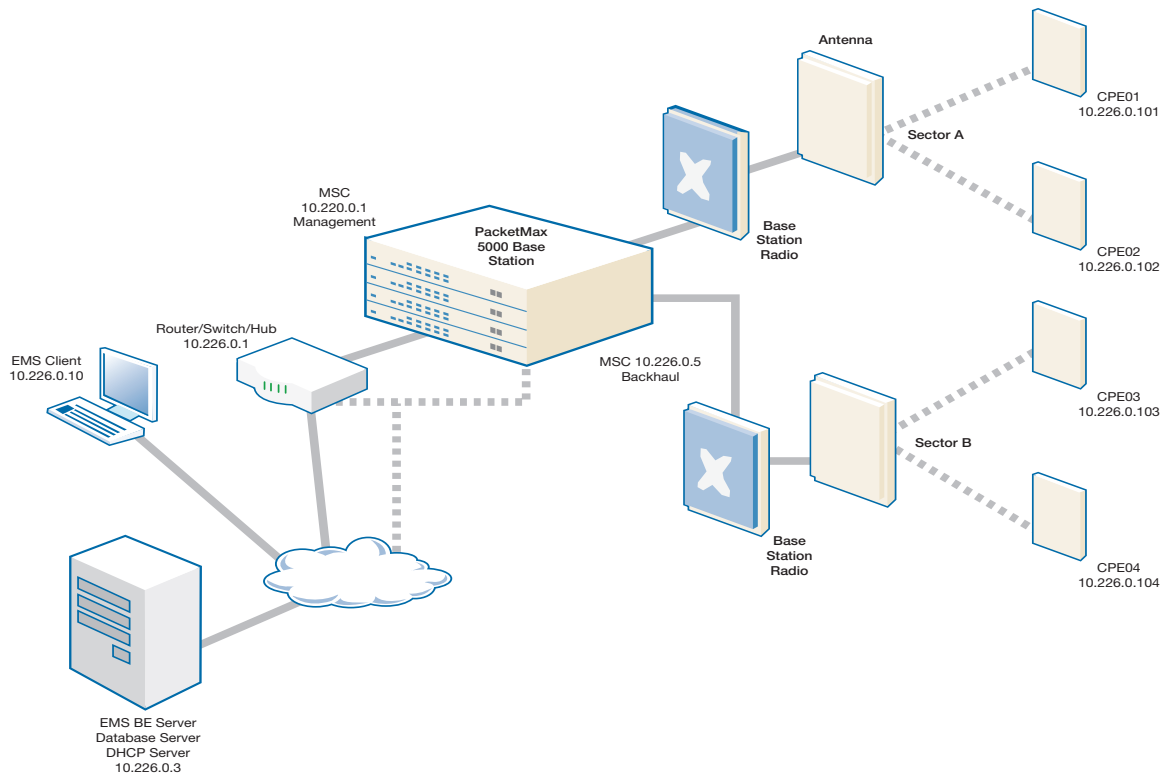 Antenna
CPE01
10.226.0.101
Sector A
MSC
10.220.0.1
Management
PacketMax
5000 Base
Station
Base
Station
Radio
CPE02
10.226.0.102
Router/Switch/Hub
10.226.0.1
EMS Client
10.226.0.10
MSC 10.226.0.5
Backhaul
CPE03
10.226.0.103
Sector B
Base
Station
Radio
CPE04
10.226.0.104
EMS BE Server
Database Server
DHCP Server
10.226.0.3